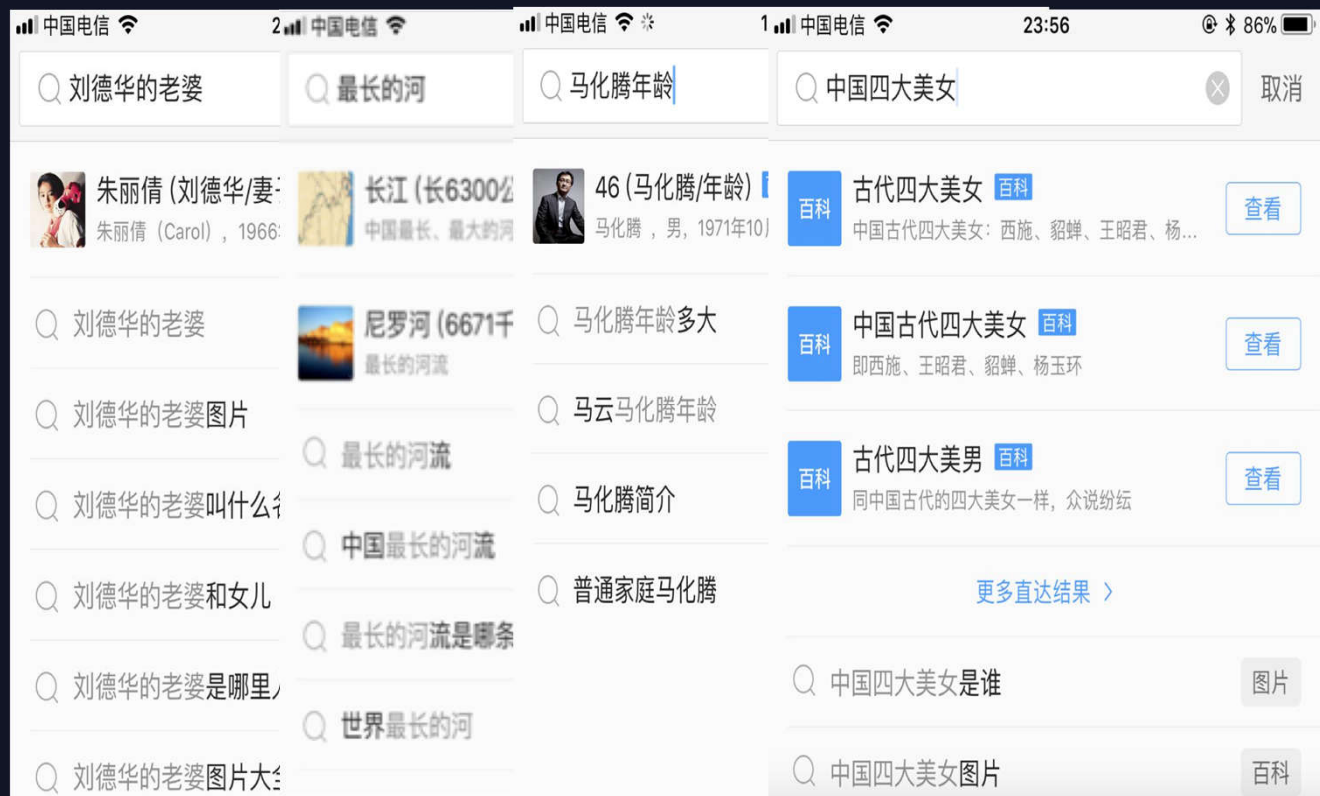 中国电信
2
刘德华的老婆
朱丽倩 (刘德华/妻
朱丽倩（Carol）, 1966
刘德华的老婆
刘德华的老婆图片
刘德华的老婆叫什么
刘德华的老婆和女儿
刘德华的老婆是哪里
刘德华的老婆图片大
中国电信
最长的河
长江 (长6300公
中国最长、最大的河
尼罗河 (6671千
最长的河流
最长的河流
中国最长的河流
最长的河流是哪条
世界最长的河
中国电信
1
马化腾年龄
46 (马化腾/年龄)
马化腾 ，男, 1971年10
马化腾年龄多大
马云马化腾年龄
马化腾简介
普通家庭马化腾
中国电信
23:56
86%
中国四大美女
取消
百科
古代四大美女 百科
中国古代四大美女：西施、貂蝉、王昭君、杨...
查看
百科
中国古代四大美女 百科
即西施、王昭君、貂蝉、杨玉环
查看
百科
古代四大美男 百科
同中国古代的四大美女一样，众说纷纭
查看
更多直达结果 >
中国四大美女是谁
图片
中国四大美女图片
百科